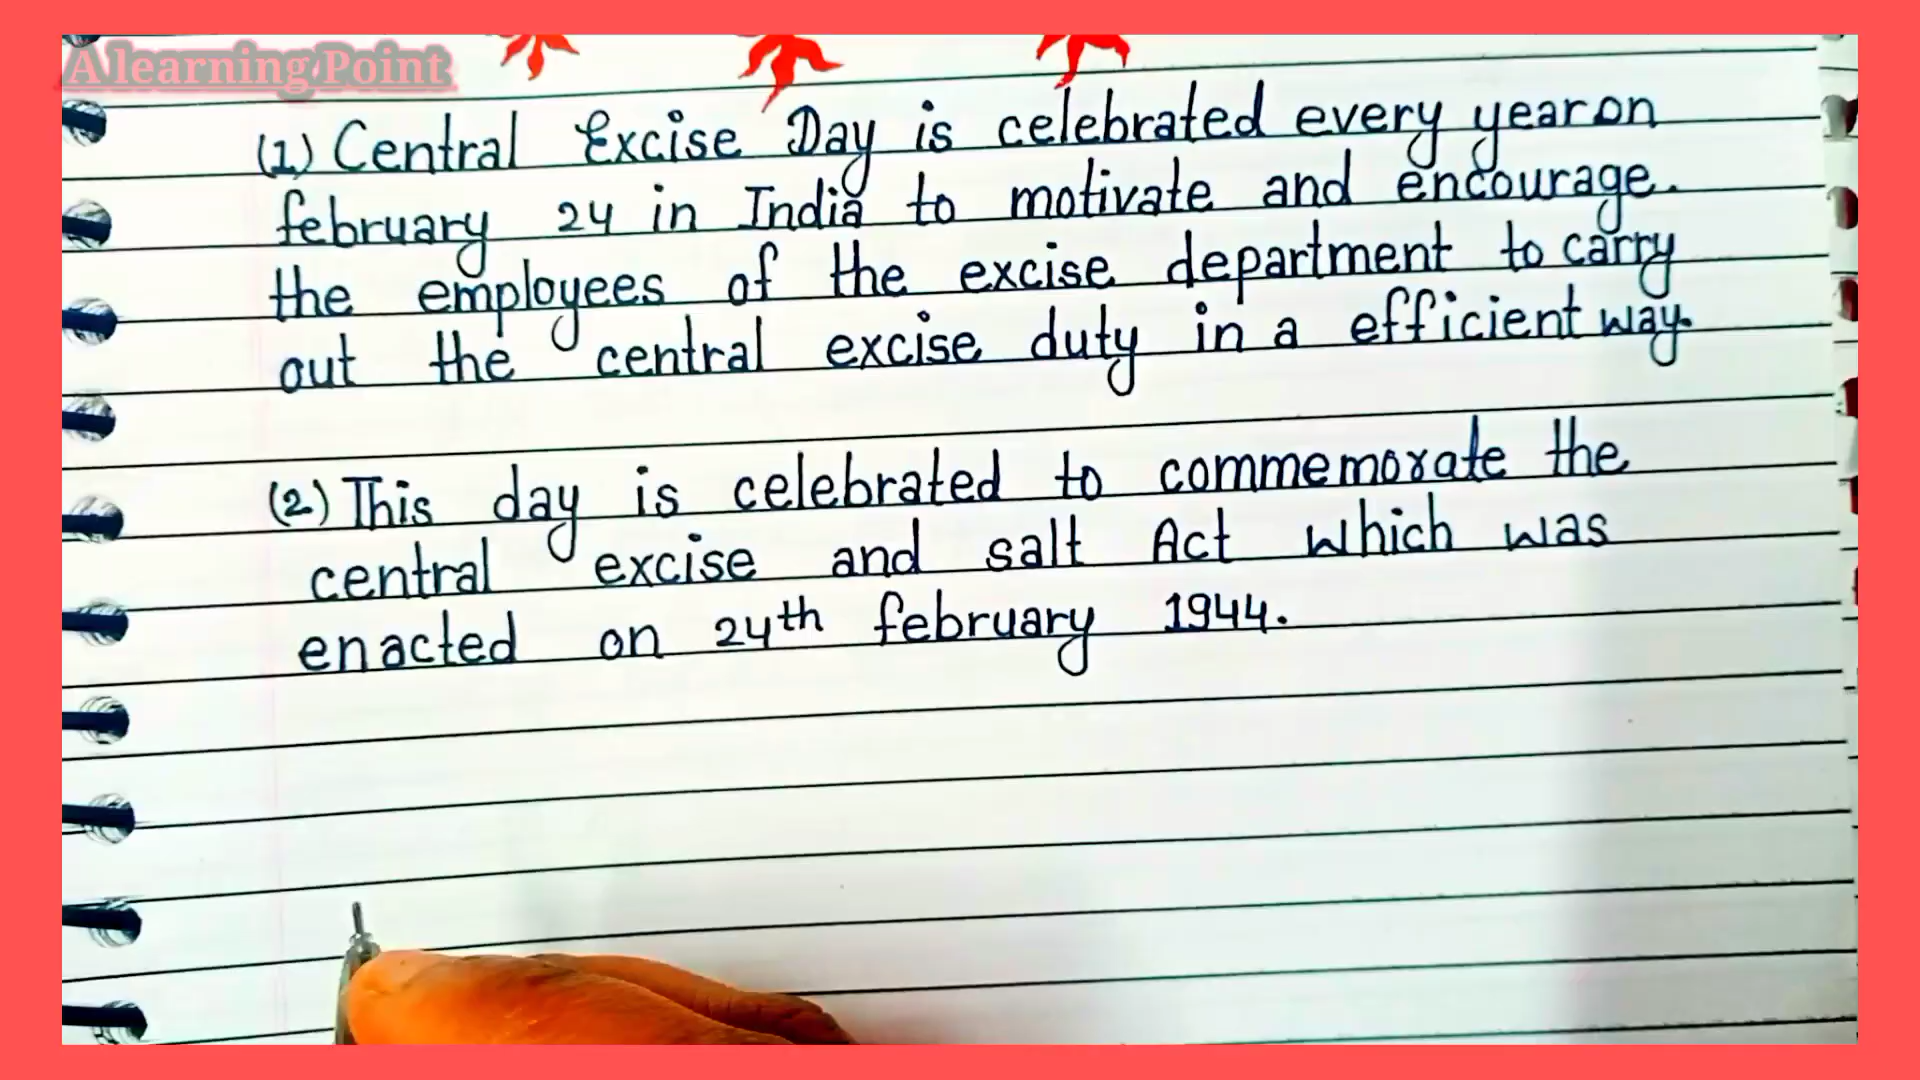 A learning Point
(1) Central Excise Day is celebrated every year on
february 24 in India to motivate and encourage.
the employees of the excise department to carry
out the central excise duty in a efficient way.
(2) This day is celebrated to commemorate the
central excise and salt Act which was
enacted on 24th february 1944.